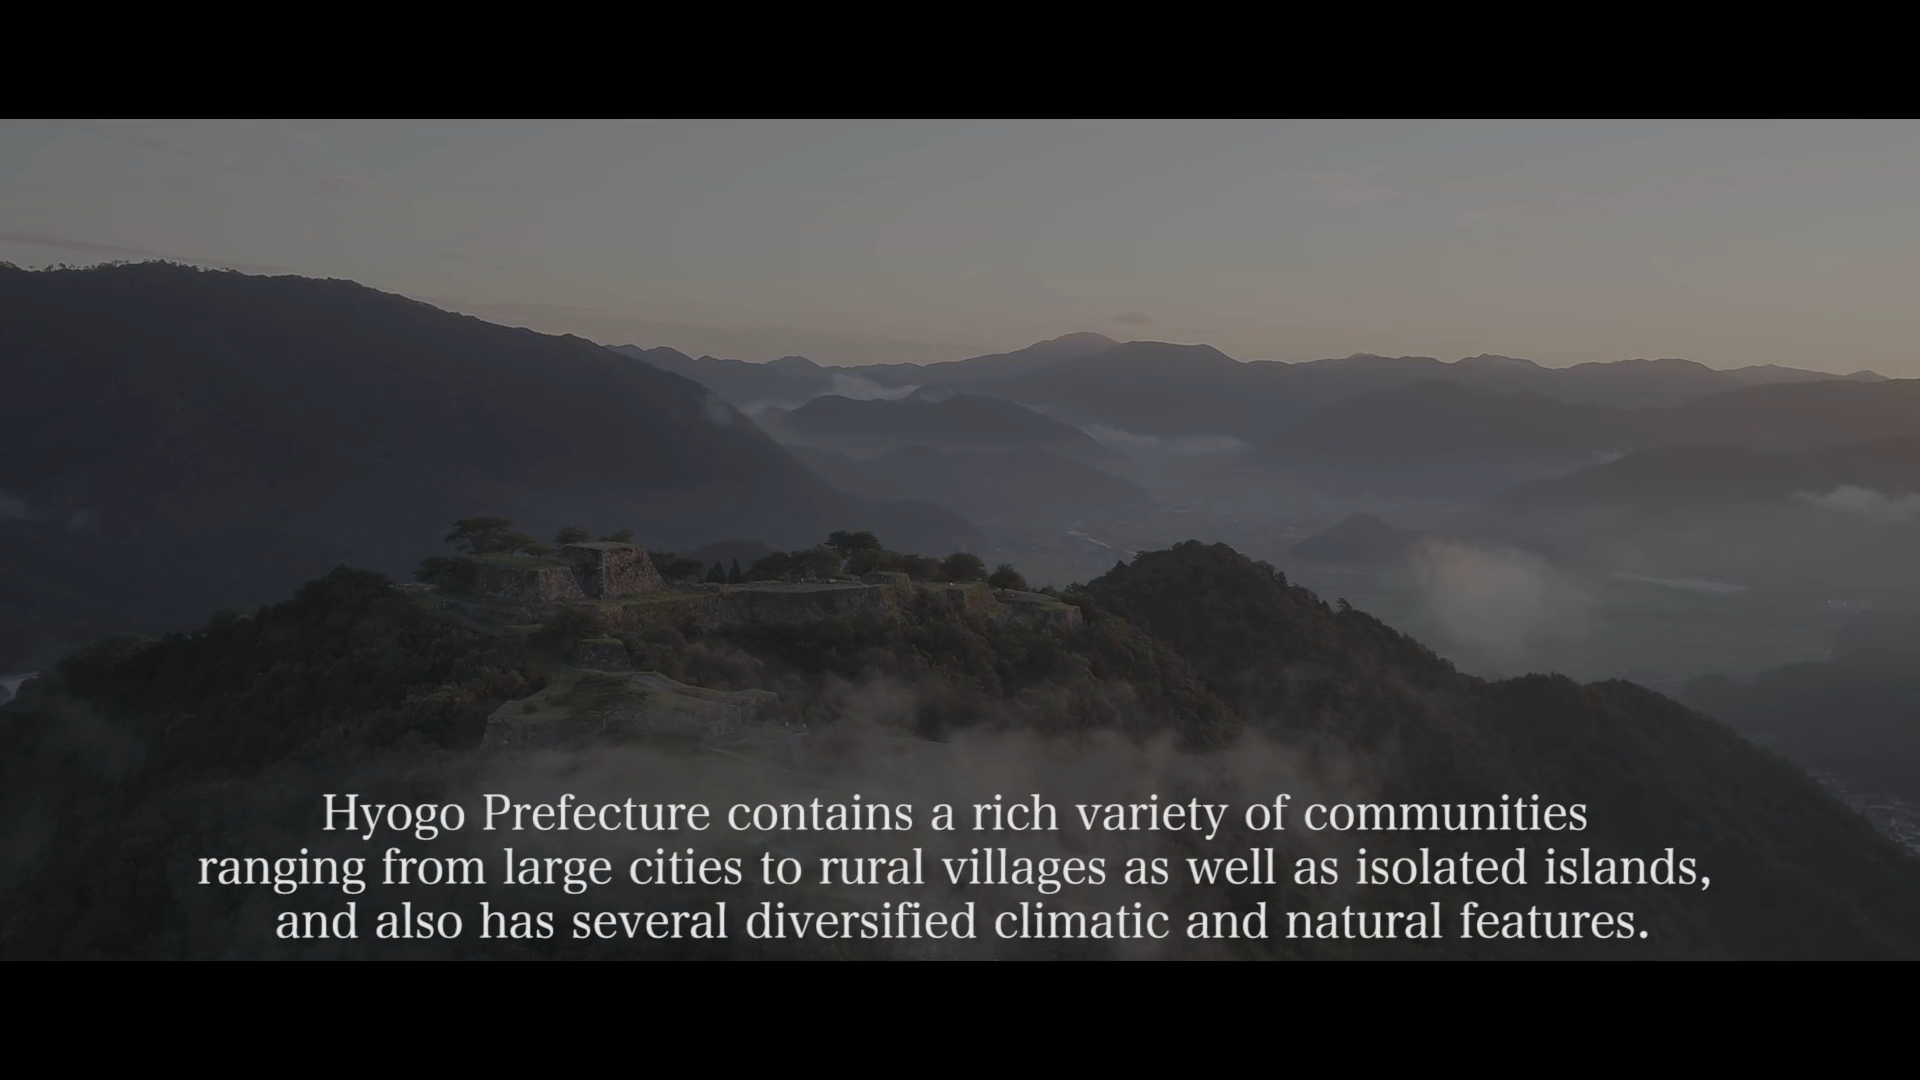 Hyogo Prefecture contains a rich variety of communities
ranging from large cities to rural villages as well as isolated islands,
and also has several diversified climatic and natural features.